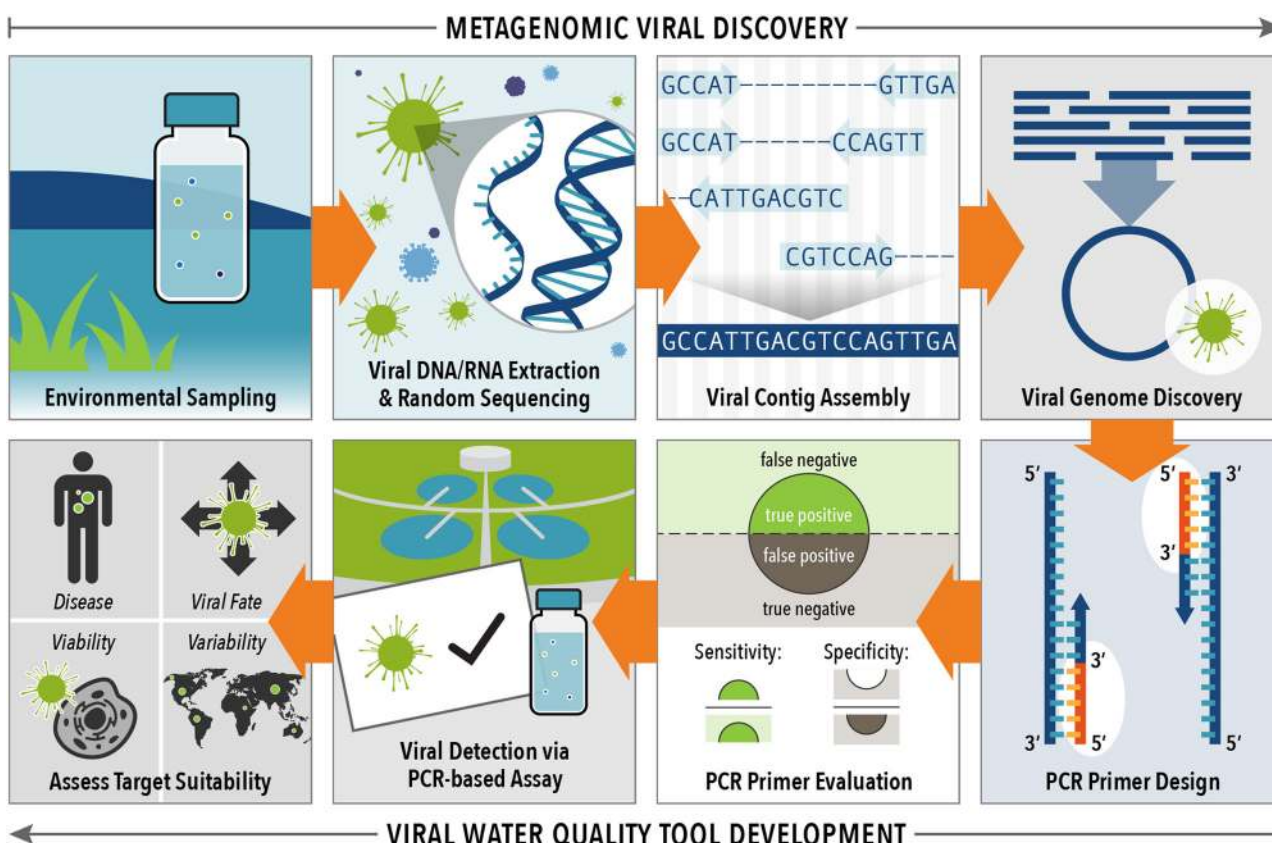 METAGENOMIC VIRAL DISCOVERY
Environmental Sampling
Viral DNA/RNA Extraction
& Random Sequencing
GCCAT------------GTTGA
GCCAT--------CCAGTT
--CATTGACGTC
CGTCCAG----
GCCATTGACGTCCAGTTGA
Viral Contig Assembly
Viral Genome Discovery
5’ 5’ 3’
3’
3’
3’ 5’ 5’
PCR Primer Design
false negative
true positive
false positive
true negative
Sensitivity: Specificity:
PCR Primer Evaluation
Viral Detection via
PCR-based Assay
Disease Viral Fate
Viability Variability
Assess Target Suitability
VIRAL WATER QUALITY TOOL DEVELOPMENT